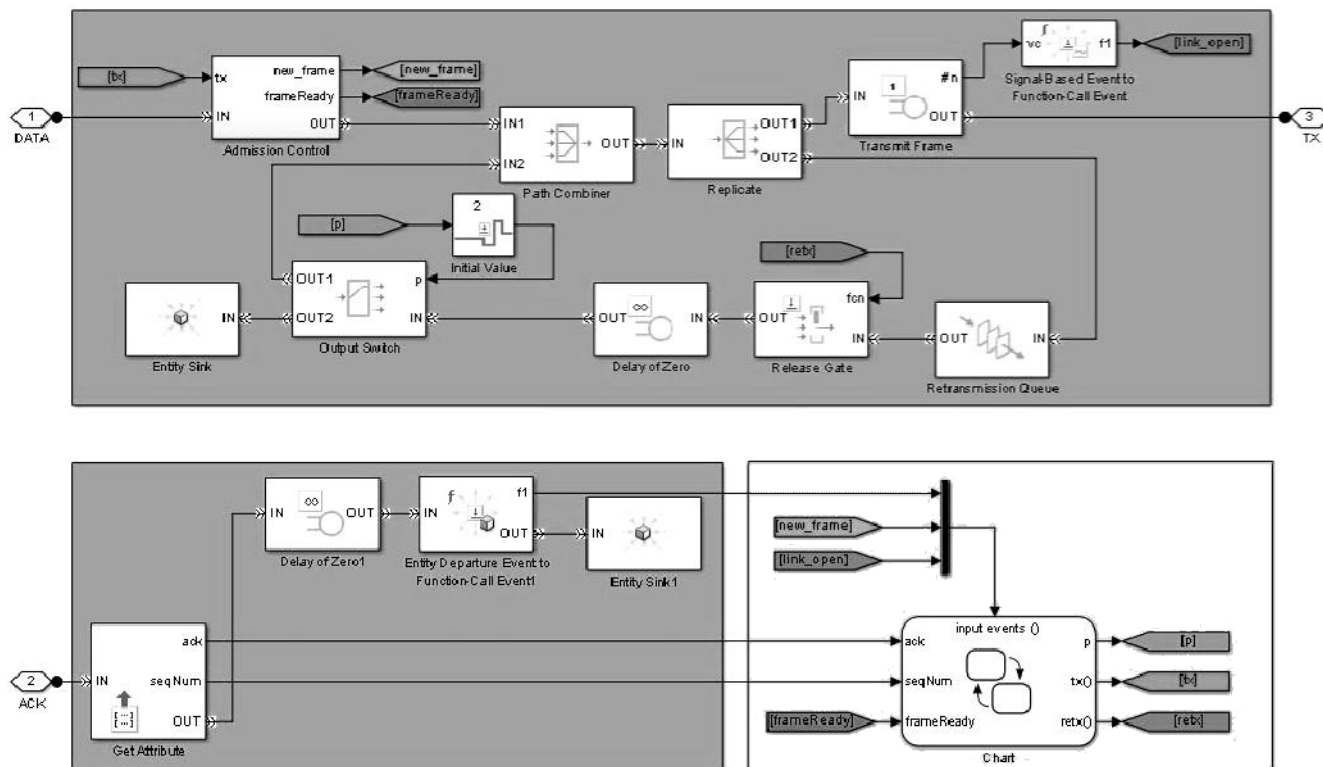 [tx]
tx
new_frame
frameReady
IN
OUT
Admission Control
[new_frame]
[frameReady]
1
DATA
IN1
IN2
OUT
Path Combiner
IN
OUT1
OUT2
Replicate
IN
1
#n
OUT
Transmit Frame
vc
f1
Signal-Based Event to
Function-Call Event
[link_open]
3
TX
[p]
2
Initial Value
OUT1
OUT2
p
IN
Output Switch
IN
Entity Sink
OUT
∞
IN
Delay of Zero
[retx]
fcn
OUT
IN
Release Gate
OUT
IN
Retransmission Queue
IN
∞
OUT
Delay of Zero1
IN
f
f1
OUT
Entity Departure Event to
Function-Call Event1
IN
Entity Sink1
2
ACK
IN
ack
seqNum
OUT
[...]
Get Attribute
[new_frame]
[link_open]
[frameReady]
input events ()
ack
seqNum
frameReady
p
tx()
retx()
Chart
[p]
[tx]
[retx]